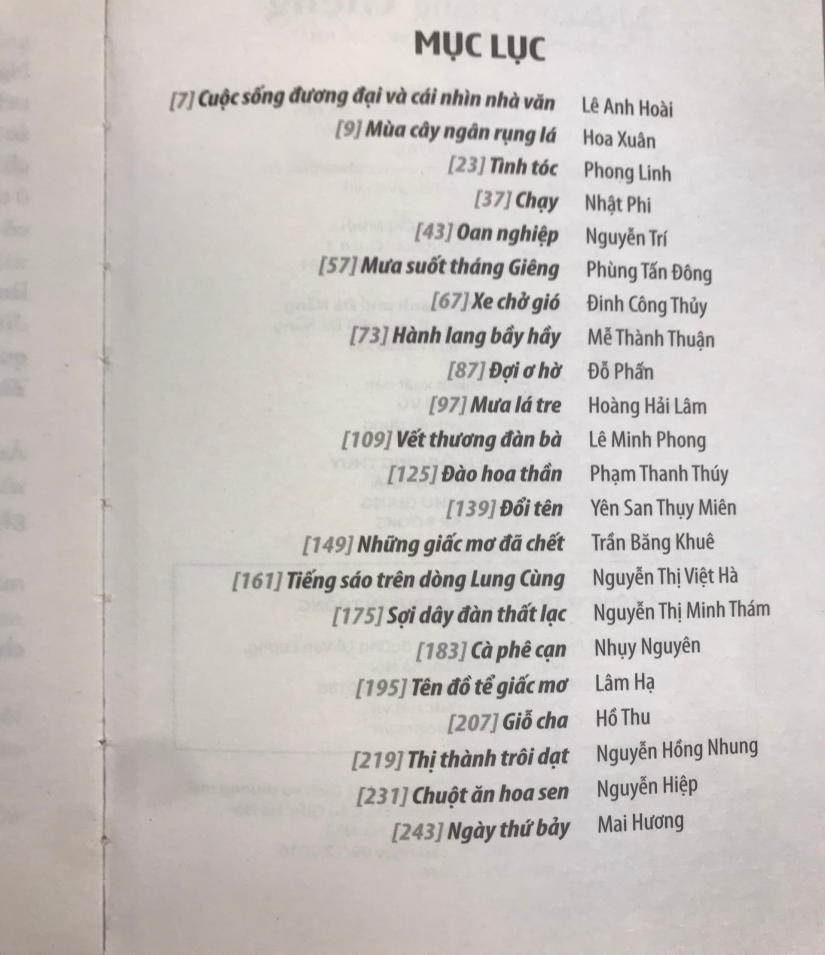 MỤC LỤC
[7] Cuộc sống đương đại và cái nhìn nhà văn Lê Anh Hoài
[9] Mùa cây ngân rụng lá Hoa Xuân
[23] Tình tóc Phong Linh
[37] Chạy Nhật Phi
[43] Oan nghiệp Nguyễn Trí
[57] Mưa suốt tháng Giêng Phùng Tấn Đông
[67] Xe chở gió Đinh Công Thủy
[73] Hành lang bầy hầy Mễ Thành Thuận
[87] Đợi ơ hờ Đỗ Phấn
[97] Mưa lá tre Hoàng Hải Lâm
[109] Vết thương đàn bà Lê Minh Phong
[125] Đào hoa thần Phạm Thanh Thúy
[139] Đổi tên Yên San Thụy Miên
[149] Những giấc mơ đã chết Trần Băng Khuê
[161] Tiếng sáo trên dòng Lung Cùng Nguyễn Thị Việt Hà
[175] Sợi dây đàn thất lạc Nguyễn Thị Minh Thám
[183] Cà phê cạn Nhụy Nguyên
[195] Tên đồ tể giấc mơ Lâm Hạ
[207] Giỗ cha Hồ Thu
[219] Thị thành trôi dạt Nguyễn Hồng Nhung
[231] Chuột ăn hoa sen Nguyễn Hiệp
[243] Ngày thứ bảy Mai Hương